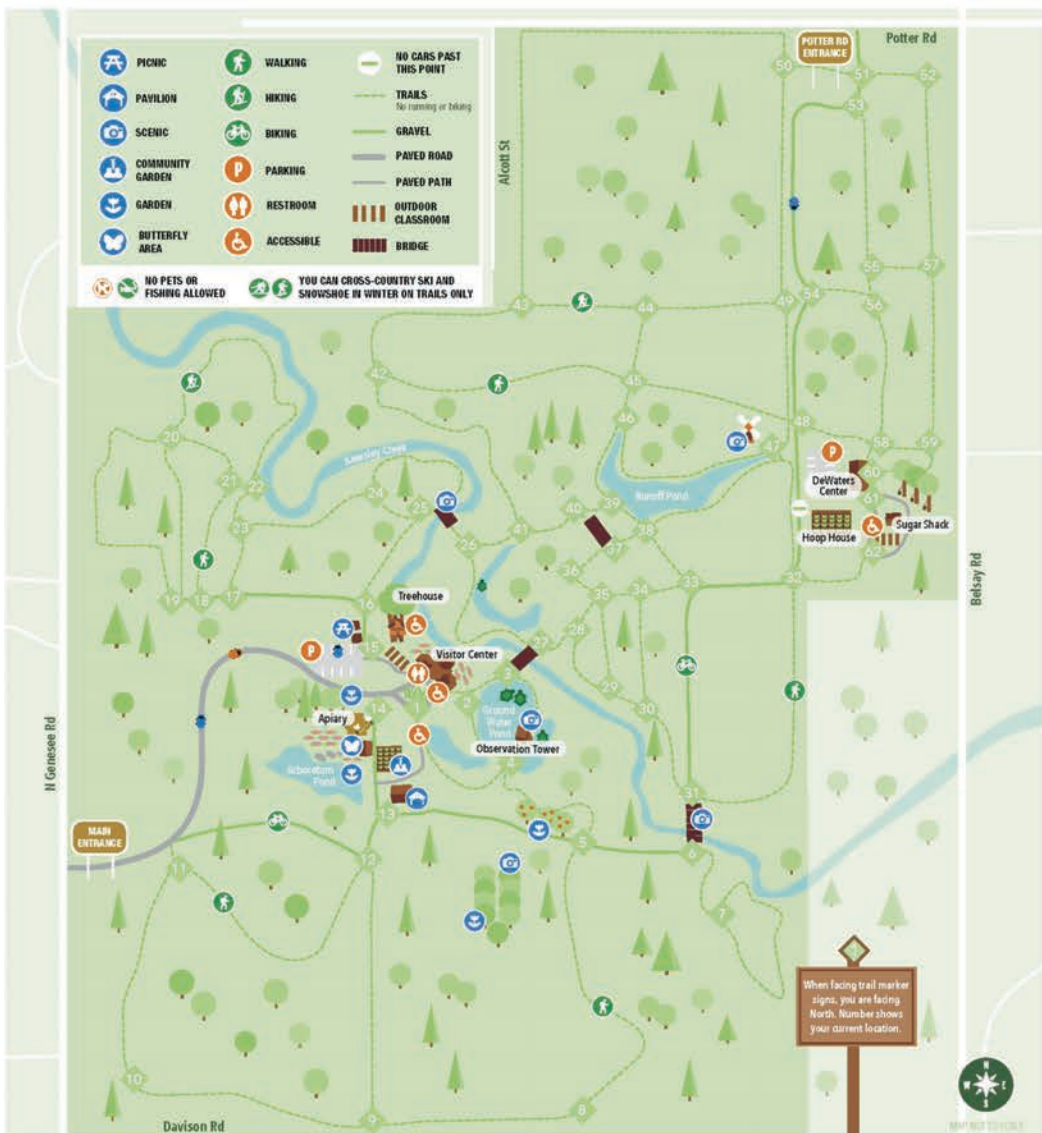 PICNIC
PAVILION
SCENIC
COMMUNITY
GARDEN
GARDEN
BUTTERFLY
AREA
WALKING
HIKING
BIKING
P
PARKING
RESTROOM
ACCESSIBLE
NO CARS PAST
THIS POINT
TRAILS
No running or biking
GRAVEL
PAVED ROAD
PAVED PATH
OUTDOOR
CLASSROOM
BRIDGE
NO PETS OR
FISHING ALLOWED
YOU CAN CROSS-COUNTRY SKI AND
SNOWSHOE IN WINTER ON TRAILS ONLY
Potter Rd
POTTER RD
ENTRANCE
Alcott St
50
51
52
53
54
55
57
56
43
44
49
42
45
46
48
47
58
59
20
21
22
23
24
25
26
41
40
39
38
37
36
Kearsley Creek
Runoff Pond
P
DeWaters
Center
60
61
Sugar Shack
Hoop House
62
Belsay Rd
19
18
17
16
15
35
34
33
32
Treehouse
P
Visitor Center
27
28
29
30
31
3
2
1
14
Apiary
Ground
Water
Pond
Observation Tower
4
Arboretum
Pond
N Genesee Rd
MAIN
ENTRANCE
13
12
11
5
6
7
8
9
10
When facing trail marker
signs, you are facing
North. Number shows
your current location.
Davison Rd
N
W
E
S
MAP NOT TO SCALE